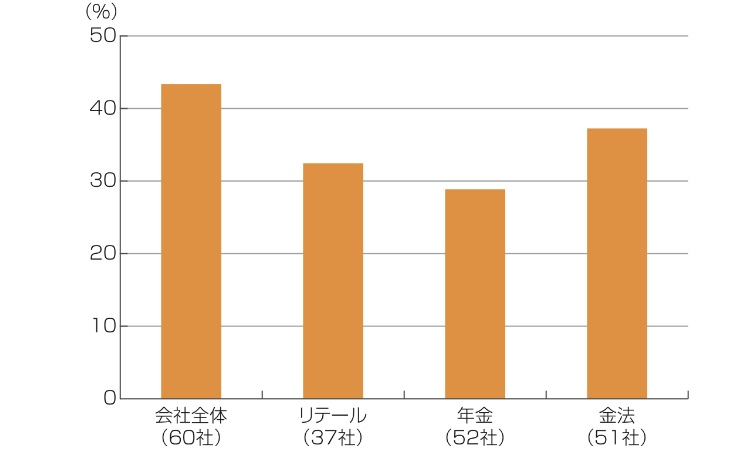 (%)
50
40
30
20
10
0
会社全体
(60社)
リテール
(37社)
年金
(52社)
金法
(51社)